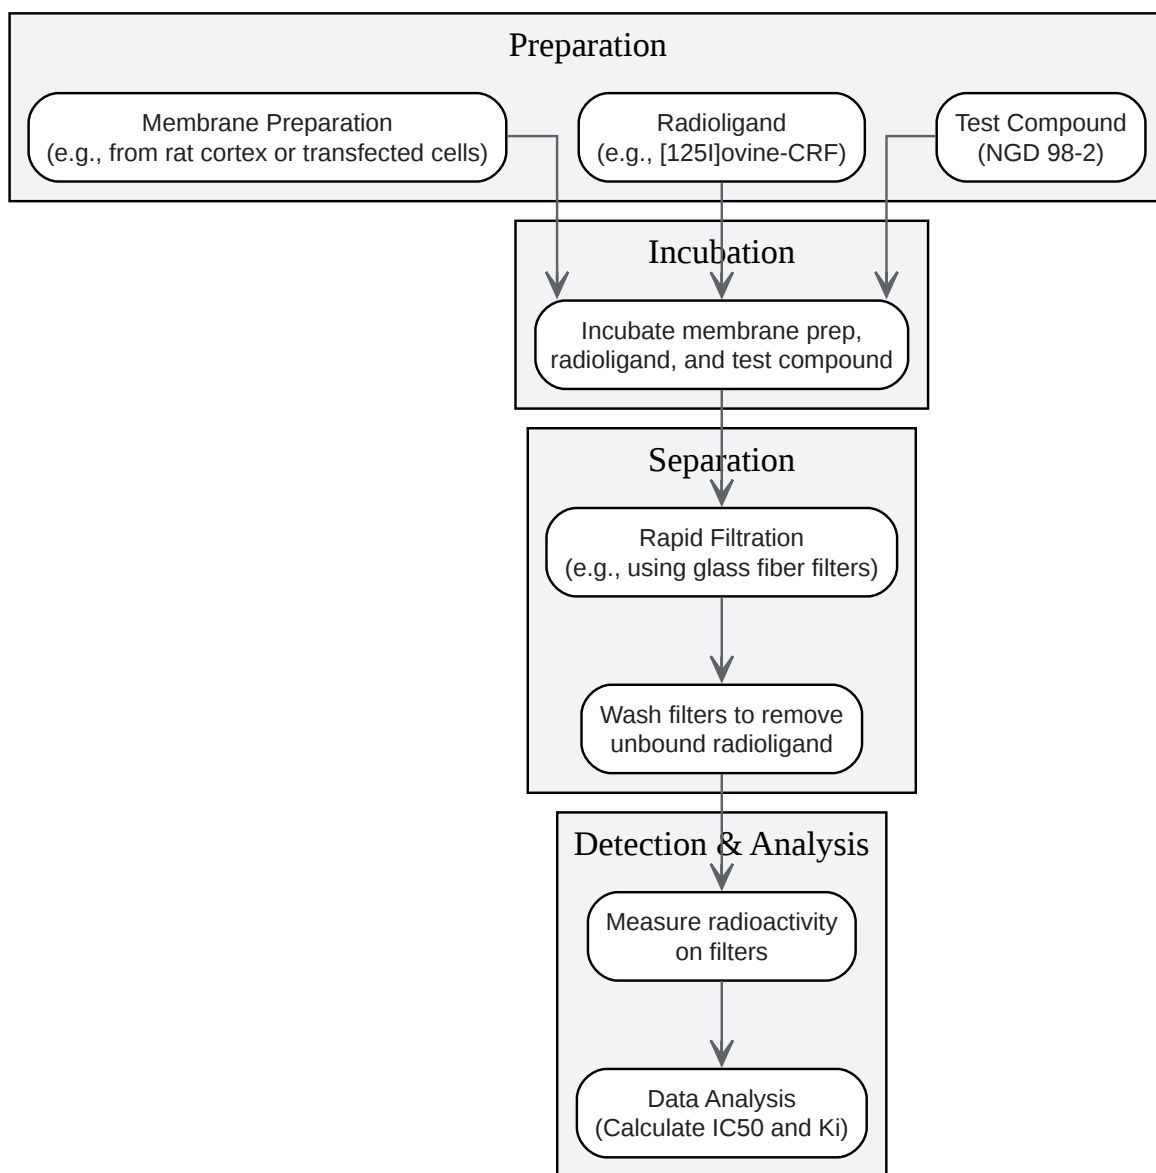 Preparation
Membrane Preparation
(e.g., from rat cortex or transfected cells)
Radioligand
(e.g., [125I]ovine-CRF)
Test Compound
(NGD 98-2)
Incubation
Incubate membrane prep,
radioligand, and test compound
Separation
Rapid Filtration
(e.g., using glass fiber filters)
Wash filters to remove
unbound radioligand
Detection & Analysis
Measure radioactivity
on filters
Data Analysis
(Calculate IC50 and Ki)